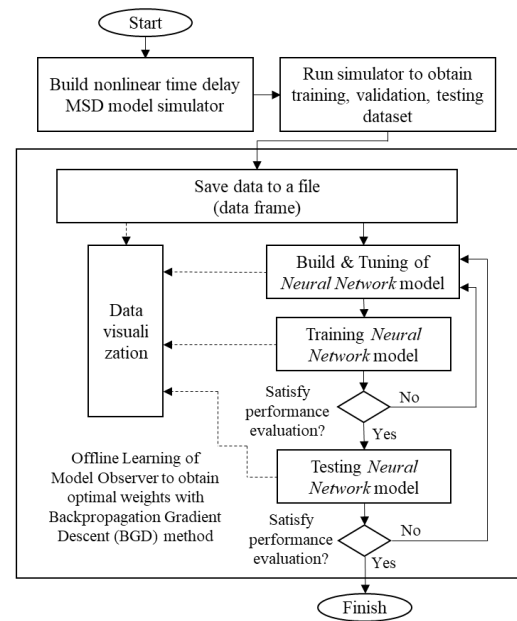 Start
Build nonlinear time delay
MSD model simulator
Run simulator to obtain
training, validation, testing
dataset
Save data to a file
(data frame)
Data
visuali
zation
Build & Tuning of
Neural Network model
Training Neural
Network model
Satisfy
performance
evaluation?
No
Yes
Testing Neural
Network model
Offline Learning of
Model Observer to obtain
optimal weights with
Backpropagation Gradient
Descent (BGD) method
Satisfy
performance
evaluation?
No
Yes
Finish